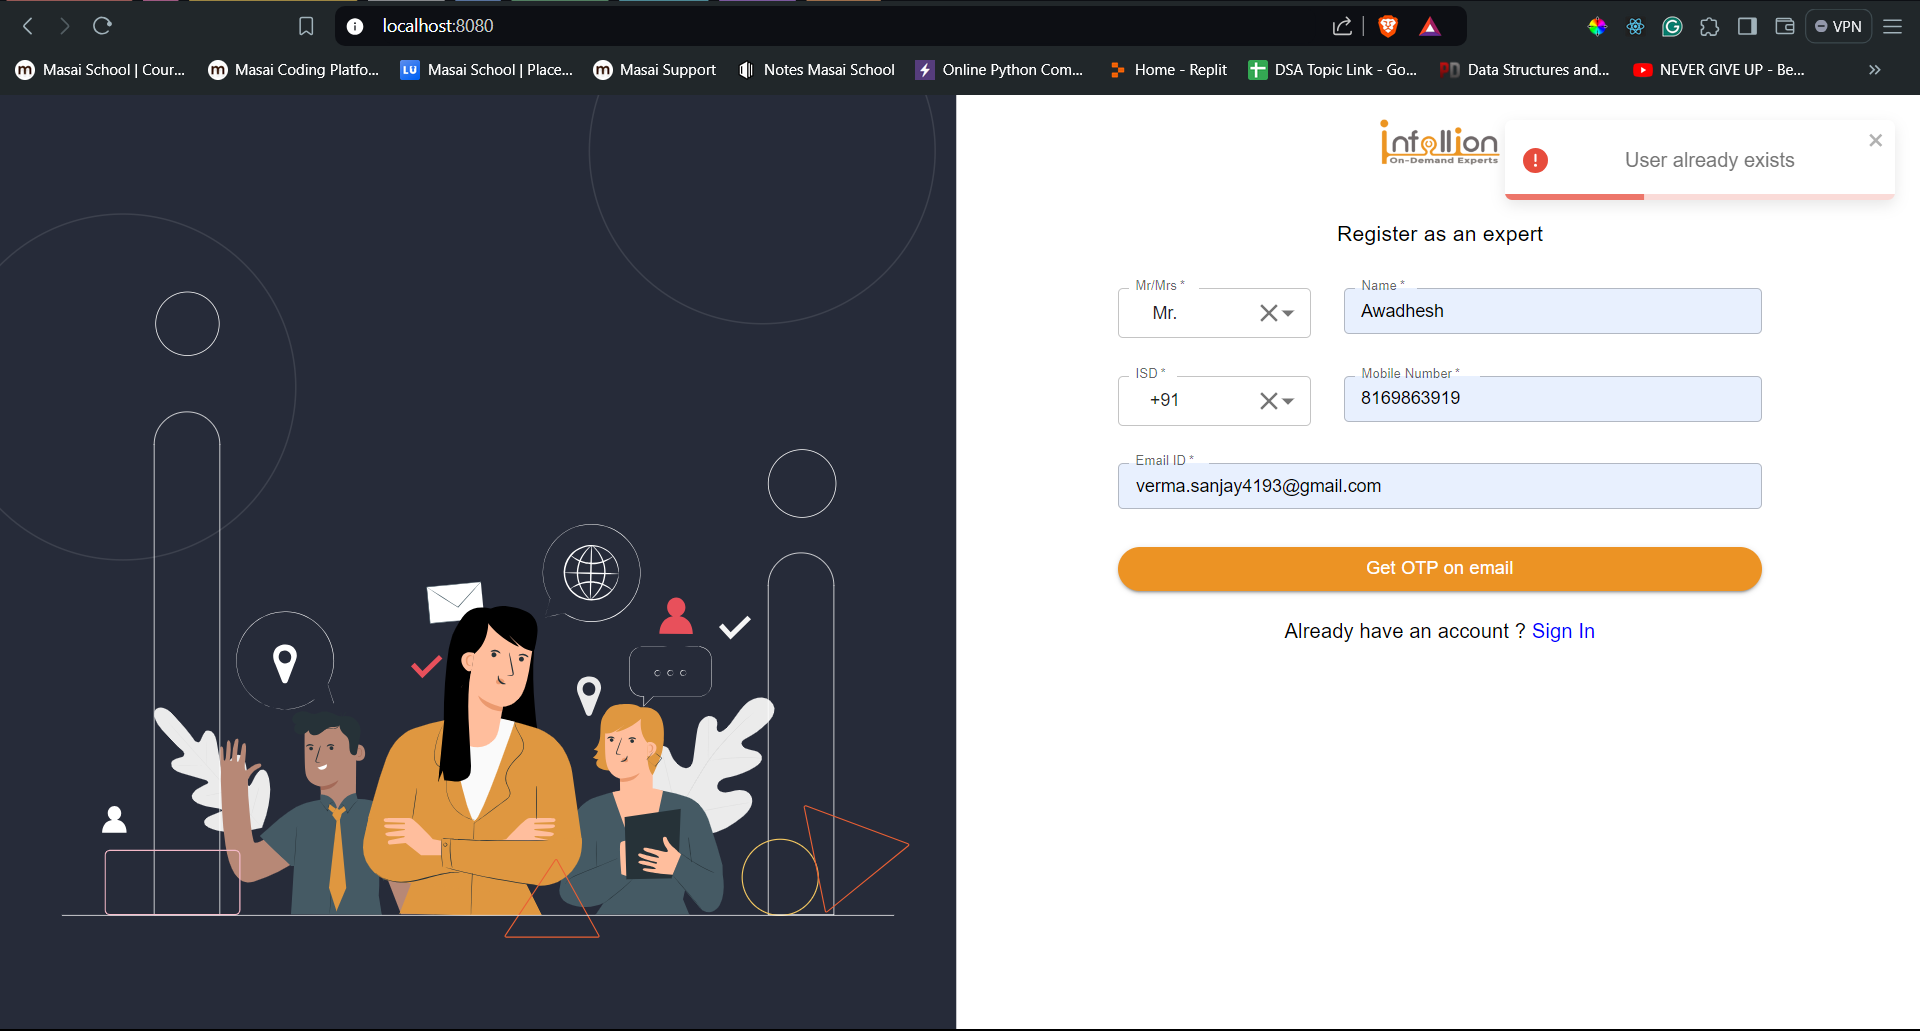 localhost:8080
VPN
Masai School | Cour...
Masai Coding Platfo...
LU
Masai School | Place...
Masai Support
Notes Masai School
Online Python Com...
Home - Replit
DSA Topic Link - Go...
Data Structures and...
NEVER GIVE UP - Be...
infollion
On-Demand Experts
User already exists
Register as an expert
Mr/Mrs *
Mr.
Name *
Awadhesh
ISD *
+91
Mobile Number *
8169863919
Email ID *
verma.sanjay4193@gmail.com
Get OTP on email
Already have an account ? Sign In